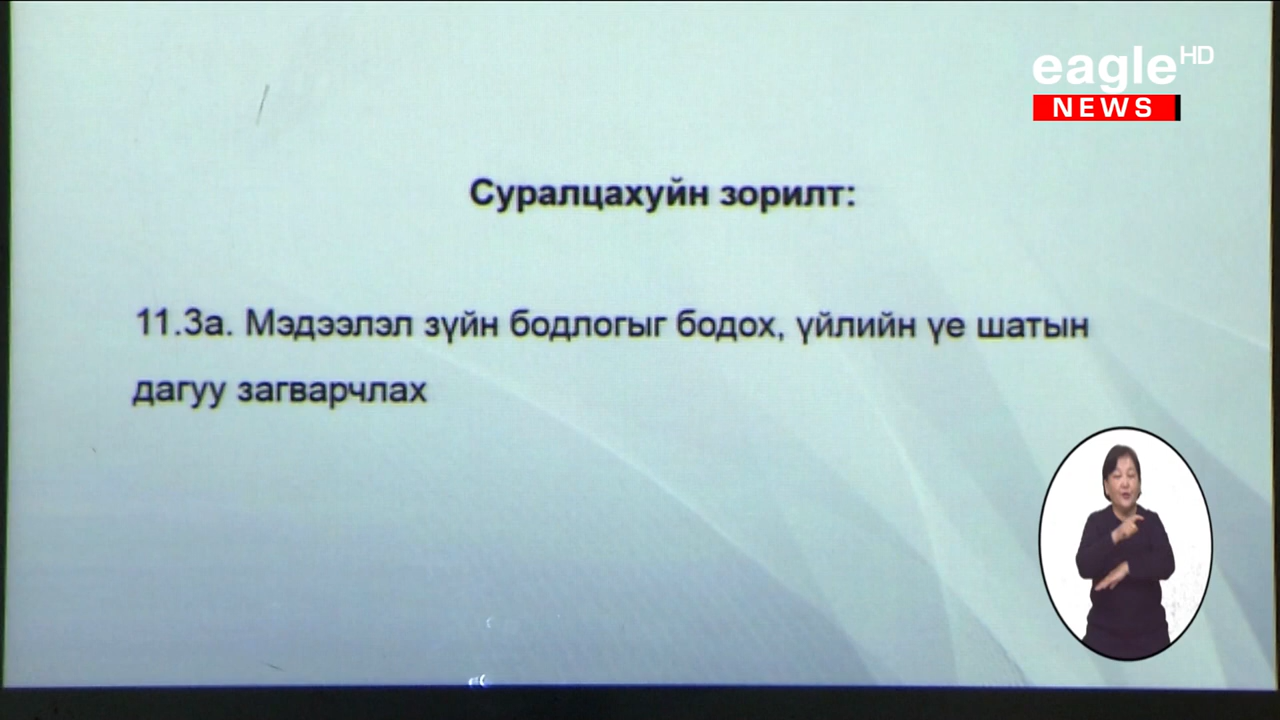 eagle HD
NEWS
Суралцахуйн зорилт:
11.3а. Мэдээлэл зүйн бодлогыг бодох, үйлийн үе шатын
дагуу загварчлах